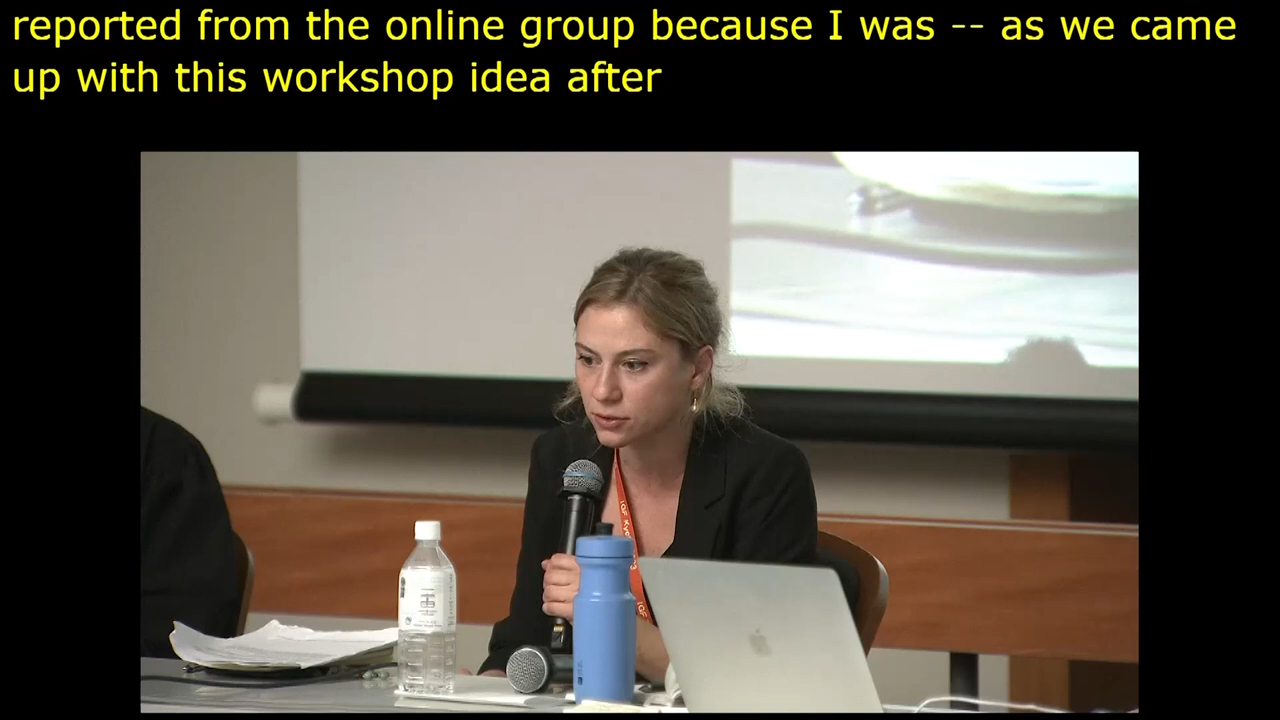 reported from the online group because I was -- as we came
up with this workshop idea after